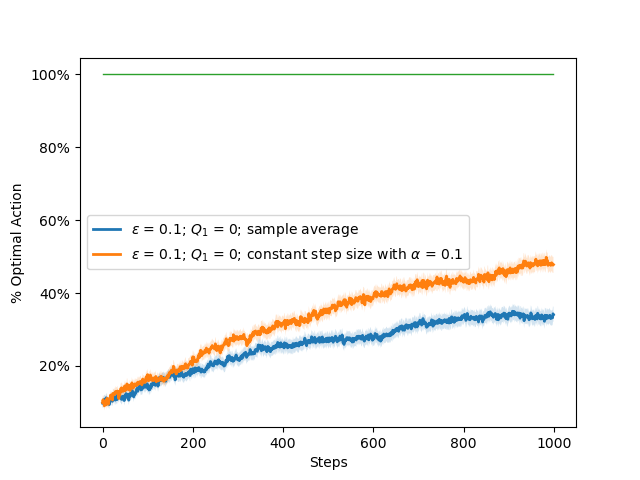 100%
80%
60%
40%
20%
% Optimal Action
ε = 0.1; Q₁ = 0; sample average
ε = 0.1; Q₁ = 0; constant step size with α = 0.1
0 200 400 600 800 1000
Steps